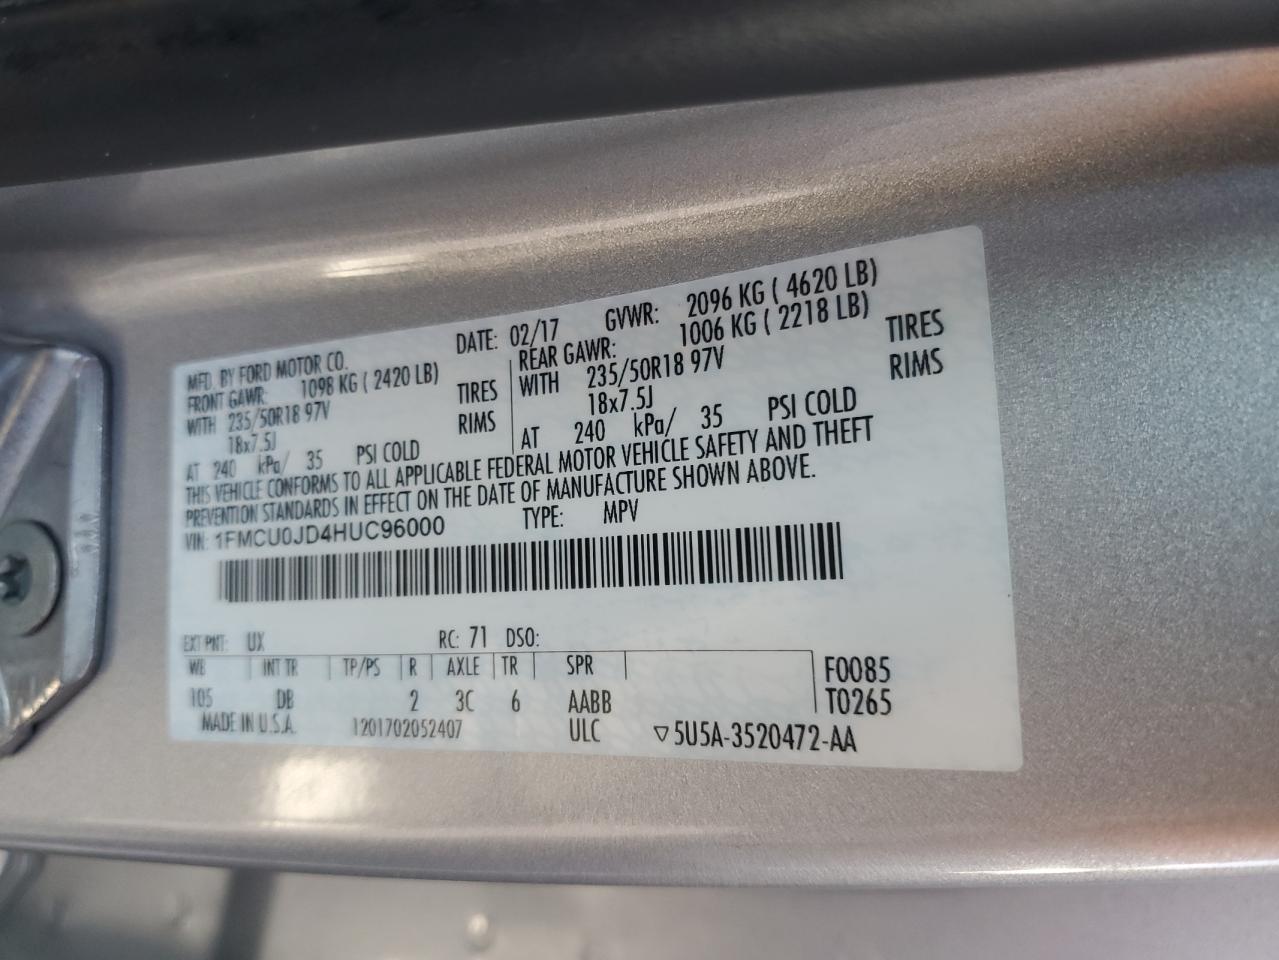 MFD. BY FORD MOTOR CO. DATE: 02/17 GVWR: 2096 KG ( 4620 LB)
FRONT GAWR: 1098 KG ( 2420 LB) REAR GAWR: 1006 KG ( 2218 LB)
WITH 235/50R18 97V TIRES WITH 235/50R18 97V TIRES
18x7.5J RIMS 18x7.5J RIMS
AT 240 kPa/ 35 PSI COLD AT 240 kPa/ 35 PSI COLD
THIS VEHICLE CONFORMS TO ALL APPLICABLE FEDERAL MOTOR VEHICLE SAFETY AND THEFT
PREVENTION STANDARDS IN EFFECT ON THE DATE OF MANUFACTURE SHOWN ABOVE.
VIN: 1FMCU0JD4HUC96000 TYPE: MPV
EXT PNT: UX RC: 71 DSO:
WB INT TR TP/PS R AXLE TR SPR F0085
105 DB 2 3C 6 AABB T0265
MADE IN U.S.A. 1201702052407 ULC ▽5U5A-3520472-AA